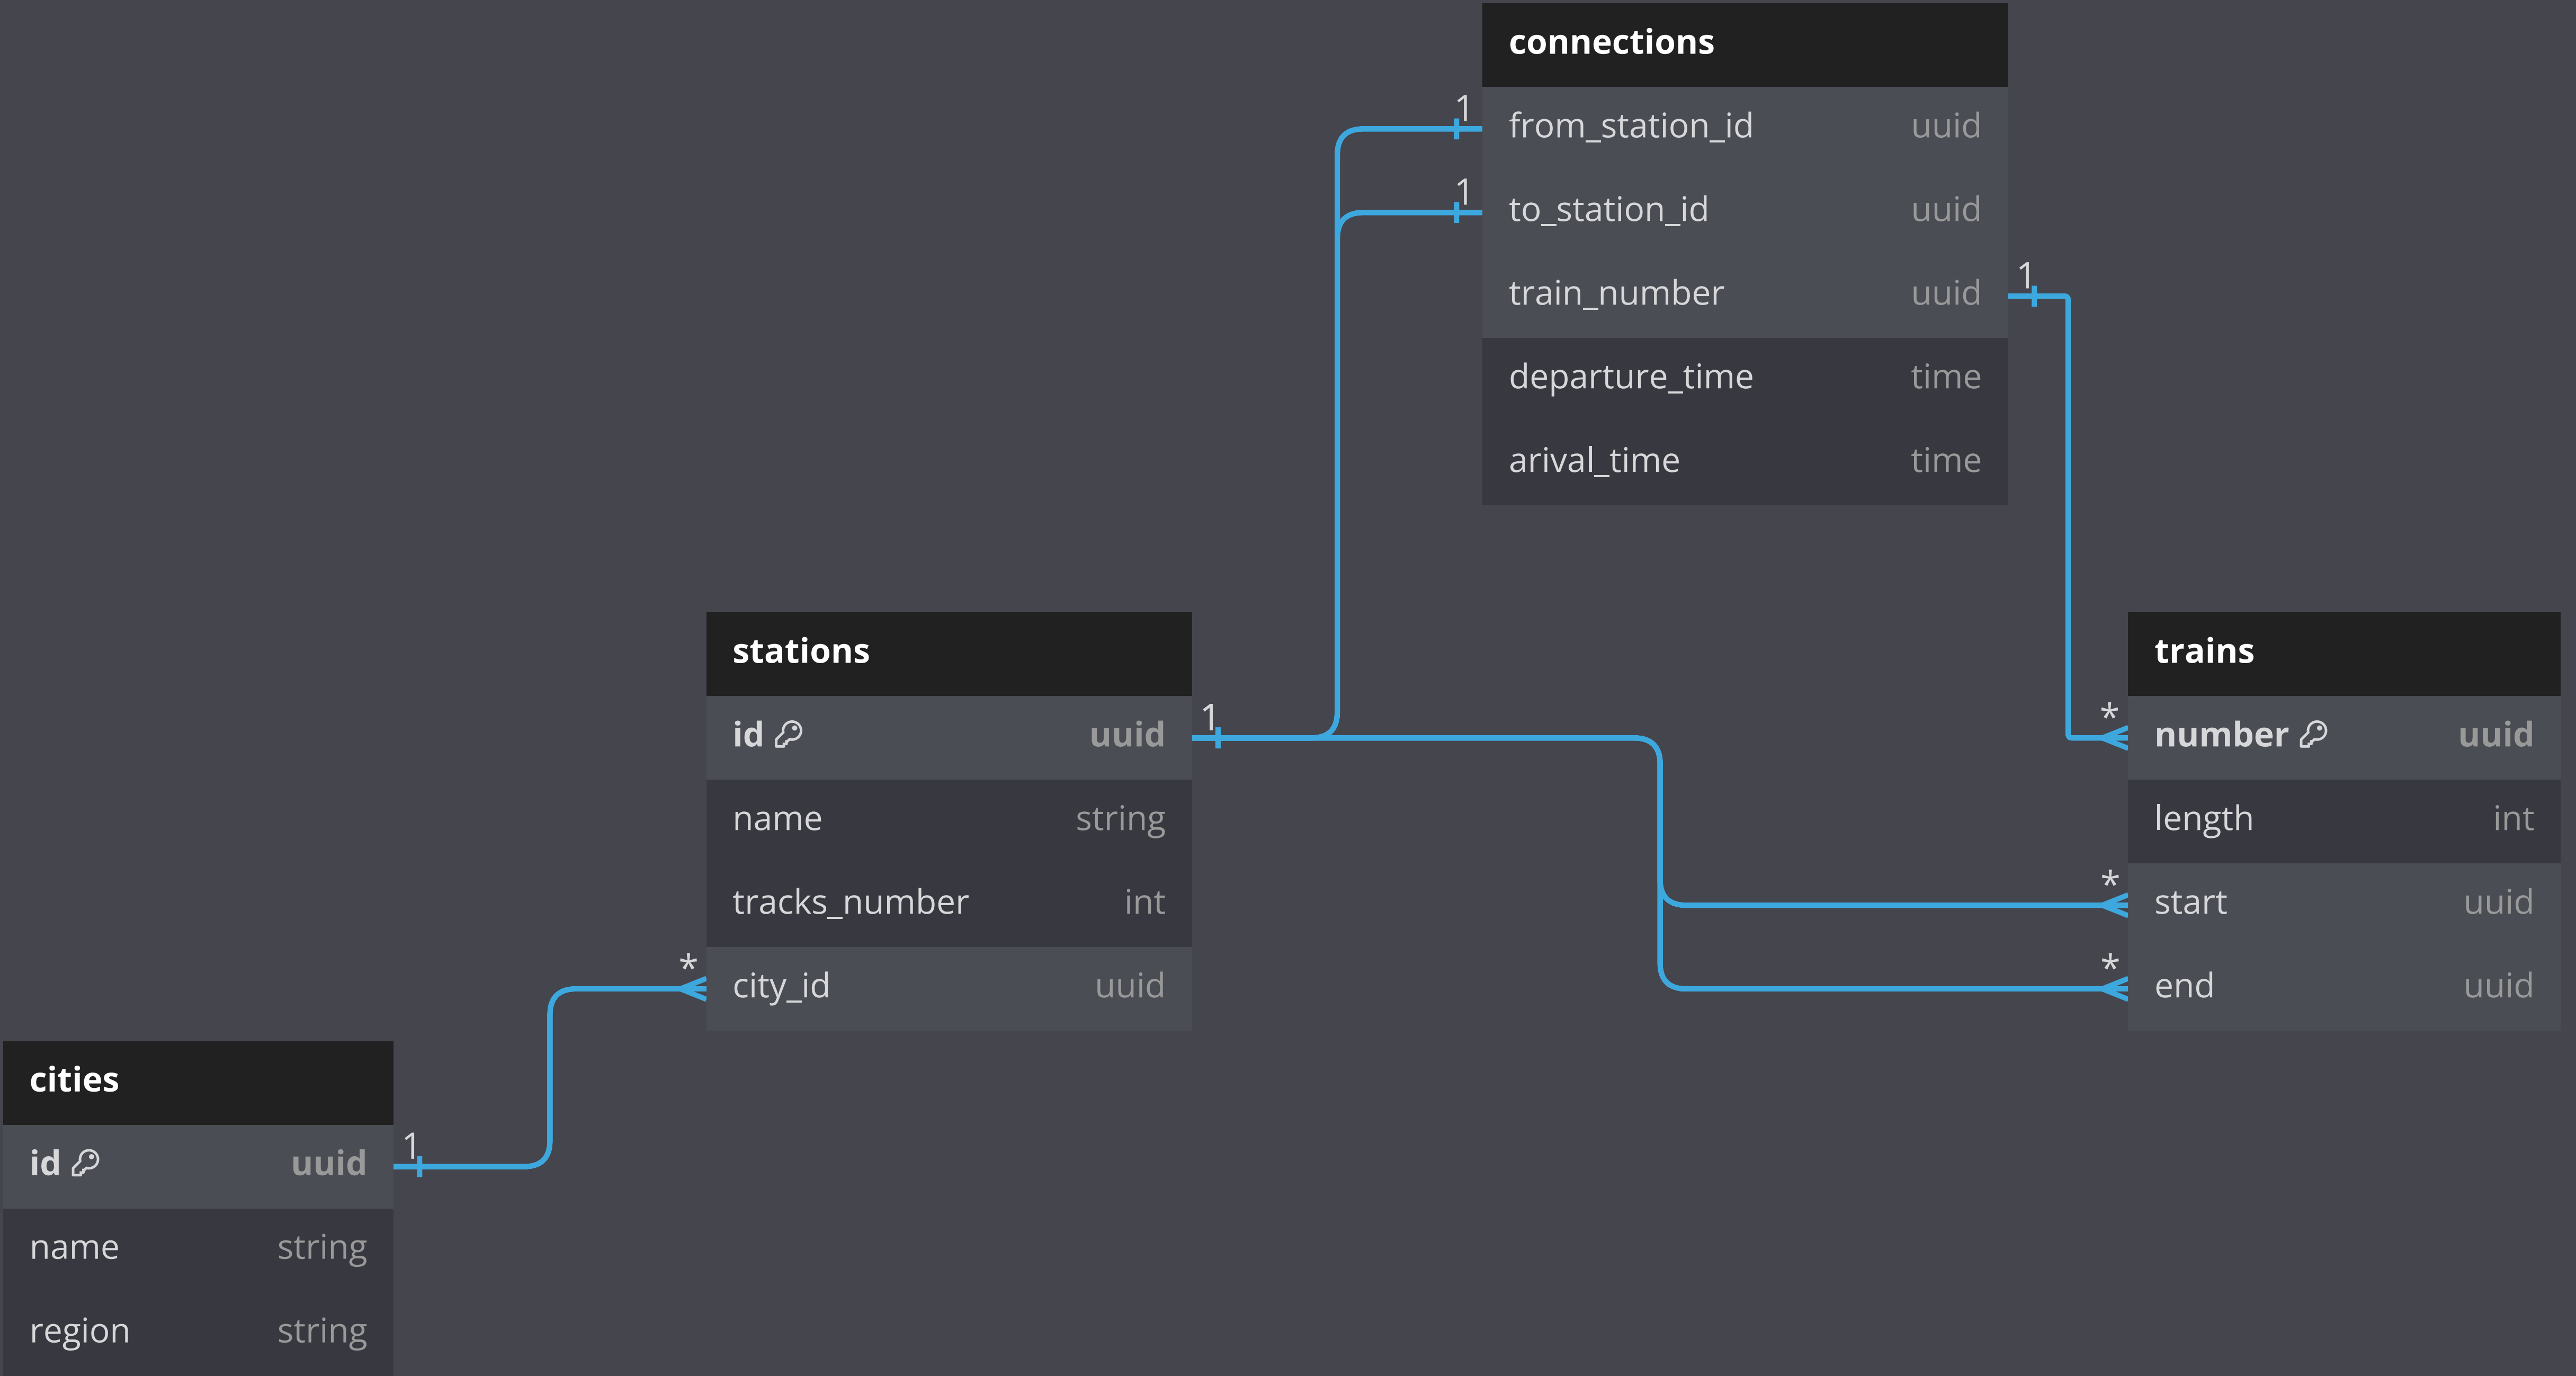 connections
1
from_station_id uuid
1
to_station_id uuid
1
train_number uuid
departure_time time
arival_time time
stations
1
id uuid
name string
tracks_number int
*
city_id uuid
trains
*
number uuid
length int
*
start uuid
*
end uuid
cities
1
id uuid
name string
region string